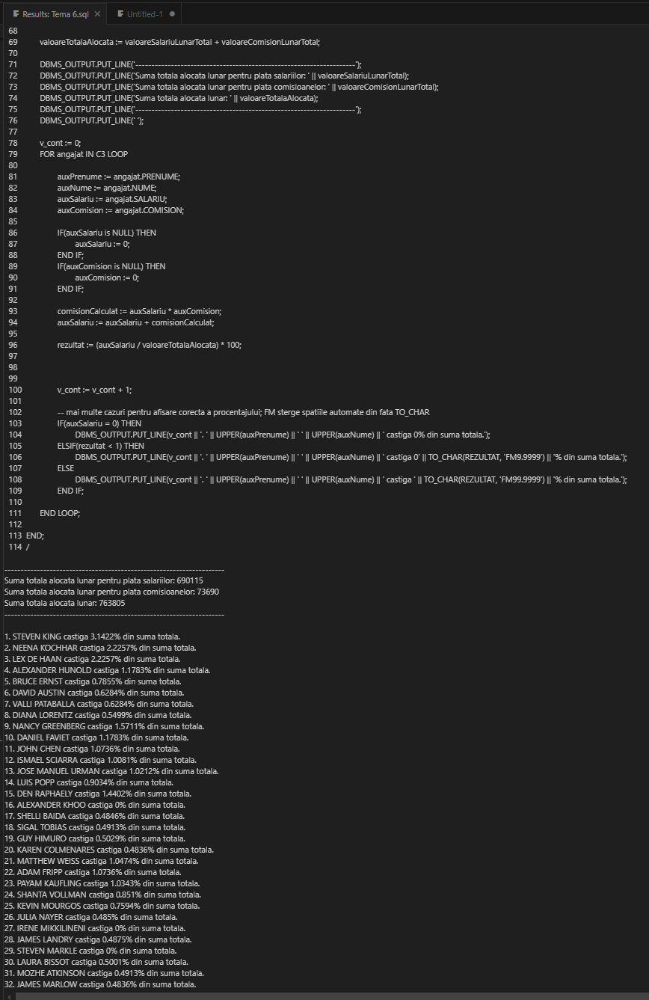 Results: Tema 6.sql
Untitled-1
68
69 valoareTotalaAlocata := valoareSalariuLunarTotal + valoareComisionLunarTotal;
70
71 DBMS_OUTPUT.PUT_LINE('--------------------------------------------------------------------');
72 DBMS_OUTPUT.PUT_LINE('Suma totala alocata lunar pentru plata salariilor: ' || valoareSalariuLunarTotal);
73 DBMS_OUTPUT.PUT_LINE('Suma totala alocata lunar pentru plata comisioanelor: ' || valoareComisionLunarTotal);
74 DBMS_OUTPUT.PUT_LINE('Suma totala alocata lunar: ' || valoareTotalaAlocata);
75 DBMS_OUTPUT.PUT_LINE('--------------------------------------------------------------------');
76 DBMS_OUTPUT.PUT_LINE(' ');
77
78 v_cont := 0;
79 FOR angajat IN C3 LOOP
80
81 auxPrenume := angajat.PRENUME;
82 auxNume := angajat.NUME;
83 auxSalariu := angajat.SALARIU;
84 auxComision := angajat.COMISION;
85
86 IF(auxSalariu is NULL) THEN
87 auxSalariu := 0;
88 END IF;
89 IF(auxComision is NULL) THEN
90 auxComision := 0;
91 END IF;
92
93 comisionCalculat := auxSalariu * auxComision;
94 auxSalariu := auxSalariu + comisionCalculat;
95
96 rezultat := (auxSalariu / valoareTotalaAlocata) * 100;
97
98
99
100 v_cont := v_cont + 1;
101
102 -- mai multe cazuri pentru afisare corecta a procentajului; FM sterge spatiile automate din fata TO_CHAR
103 IF(auxSalariu = 0) THEN
104 DBMS_OUTPUT.PUT_LINE(v_cont || '. ' || UPPER(auxPrenume) || ' ' || UPPER(auxNume) || ' castiga 0% din suma totala.');
105 ELSIF(rezultat < 1) THEN
106 DBMS_OUTPUT.PUT_LINE(v_cont || '. ' || UPPER(auxPrenume) || ' ' || UPPER(auxNume) || ' castiga 0' || TO_CHAR(REZULTAT, 'FM9.9999') || '% din suma totala.');
107 ELSE
108 DBMS_OUTPUT.PUT_LINE(v_cont || '. ' || UPPER(auxPrenume) || ' ' || UPPER(auxNume) || ' castiga ' || TO_CHAR(REZULTAT, 'FM99.9999') || '% din suma totala.');
109 END IF;
110
111 END LOOP;
112
113 END;
114 /
--------------------------------------------------------------------
Suma totala alocata lunar pentru plata salariilor: 690115
Suma totala alocata lunar pentru plata comisioanelor: 73690
Suma totala alocata lunar: 763805
--------------------------------------------------------------------
1. STEVEN KING castiga 3.1422% din suma totala.
2. NEENA KOCHHAR castiga 2.2257% din suma totala.
3. LEX DE HAAN castiga 2.2257% din suma totala.
4. ALEXANDER HUNOLD castiga 1.1783% din suma totala.
5. BRUCE ERNST castiga 0.7855% din suma totala.
6. DAVID AUSTIN castiga 0.6284% din suma totala.
7. VALLI PATABALLA castiga 0.6284% din suma totala.
8. DIANA LORENTZ castiga 0.5499% din suma totala.
9. NANCY GREENBERG castiga 1.5711% din suma totala.
10. DANIEL FAVIET castiga 1.1783% din suma totala.
11. JOHN CHEN castiga 1.0736% din suma totala.
12. ISMAEL SCIARRA castiga 1.0081% din suma totala.
13. JOSE MANUEL URMAN castiga 1.0212% din suma totala.
14. LUIS POPP castiga 0.9034% din suma totala.
15. DEN RAPHAELY castiga 1.4402% din suma totala.
16. ALEXANDER KHOO castiga 0% din suma totala.
17. SHELLI BAIDA castiga 0.4846% din suma totala.
18. SIGAL TOBIAS castiga 0.4913% din suma totala.
19. GUY HIMURO castiga 0.5029% din suma totala.
20. KAREN COLMENARES castiga 0.4836% din suma totala.
21. MATTHEW WEISS castiga 1.0474% din suma totala.
22. ADAM FRIPP castiga 1.0736% din suma totala.
23. PAYAM KAUFLING castiga 1.0343% din suma totala.
24. SHANTA VOLLMAN castiga 0.851% din suma totala.
25. KEVIN MOURGOS castiga 0.7594% din suma totala.
26. JULIA NAYER castiga 0.485% din suma totala.
27. IRENE MIKKILINENI castiga 0% din suma totala.
28. JAMES LANDRY castiga 0.4875% din suma totala.
29. STEVEN MARKLE castiga 0% din suma totala.
30. LAURA BISSOT castiga 0.5001% din suma totala.
31. MOZHE ATKINSON castiga 0.4913% din suma totala.
32. JAMES MARLOW castiga 0.4836% din suma totala.